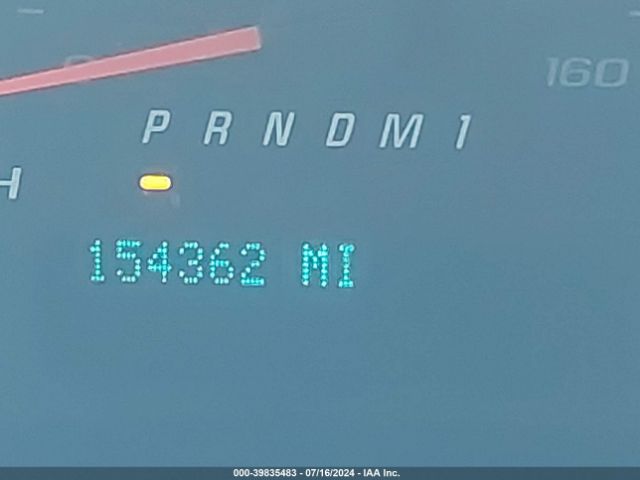 160
P R N D M 1
H
154362 MI
000-39835483 - 07/16/2024 - IAA Inc.